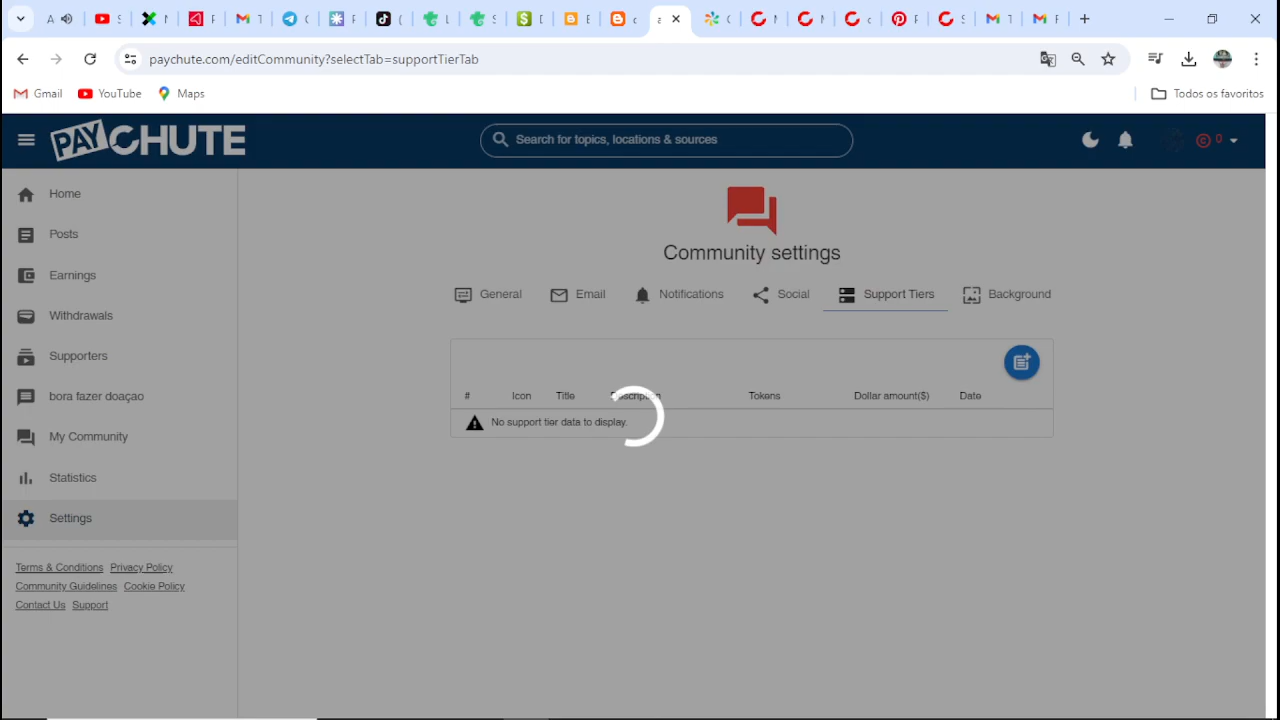 paychute.com/editCommunity?selectTab=supportTierTab
Gmail YouTube Maps Todos os favoritos
PAYCHUTE
Search for topics, locations & sources
0
Home
Posts
Earnings
Withdrawals
Supporters
bora fazer doaçao
My Community
Statistics
Settings
Terms & Conditions Privacy Policy
Community Guidelines Cookie Policy
Contact Us Support
Community settings
General Email Notifications Social Support Tiers Background
# Icon Title Description Tokens Dollar amount($) Date
No support tier data to display.